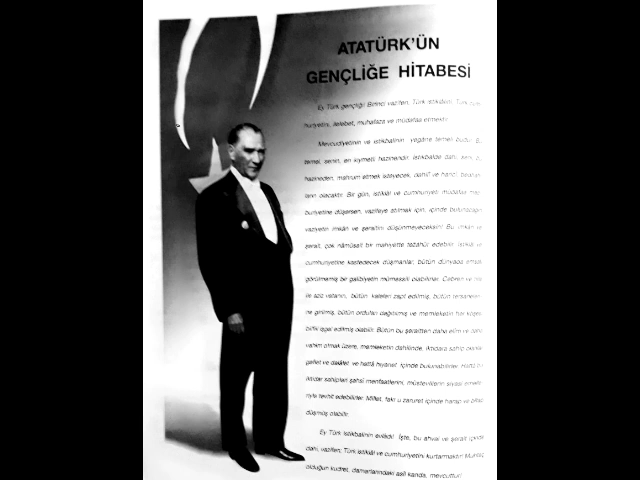 ATATÜRK'ÜN
GENÇLİĞE HİTABESİ
Ey Türk gençliği! Birinci vazifen, Türk istiklâlini, Türk
huriyetini, ilelebet, muhafaza ve müdafaa etmektir.
Mevcudiyetinin ve istikbalinin yegâne temeli budur.
temel, senin, en kıymetli hazinendir. İstikbalde dahi, seni,
hazineden, mahrum etmek isteyecek, dahilî ve haricî,
ların olacaktır. Bir gün, istiklâl ve cumhuriyeti müdafaa
buriyetine düşersen, vazifeye atılmak için, içinde bulunacağın
vaziyetin imkân ve şeraitini düşünmeyeceksin! Bu imkân
şerait, çok nâmüsait bir mahiyette tezahür edebilir. İstiklâl
cumhuriyetine kastedecek düşmanlar, bütün dünyada
görülmemiş bir galibiyetin mümessili olabilirler. Cebren ve
ile aziz vatanın, bütün kaleleri zapt edilmiş, bütün
ne girilmiş, bütün orduları dağıtılmış ve memleketin her
bilfiil işgal edilmiş olabilir. Bütün bu şeraitten daha elîm ve
vahim olmak üzere, memleketin dahilinde, iktidara sahip
gaflet ve dalâlet ve hattâ hıyanet içinde bulunabilirler. Hattâ
iktidar sahipleri şahsî menfaatlerini, müstevlilerin siyasi
riyle tevhit edebilirler. Millet, fakr u zaruret içinde harap ve
düşmüş olabilir.
Ey Türk istikbalinin evlâdı! İşte, bu ahval ve şerait içinde
dahi, vazifen; Türk istiklâl ve cumhuriyetini kurtarmaktır!
olduğun kudret, damarlarındaki asîl kanda, mevcuttur!